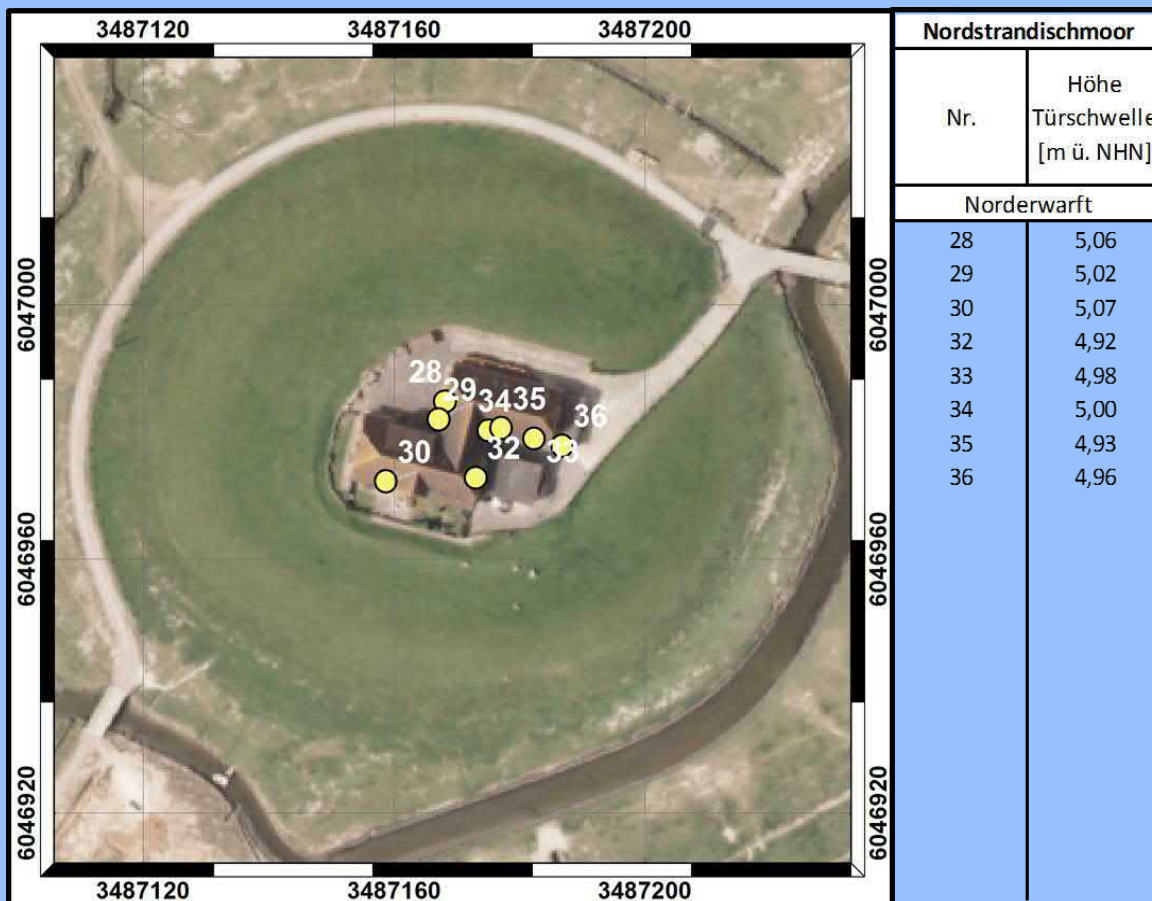 3487120 3487160 3487200
6047000 6047000
28
29
34 35
36
30
32 33
6046960 6046960
6046920 6046920
3487120 3487160 3487200
Nordstrandischmoor
Nr. Höhe
Türschwelle
[m ü. NHN]
Norderwarft
28 5,06
29 5,02
30 5,07
32 4,92
33 4,98
34 5,00
35 4,93
36 4,96